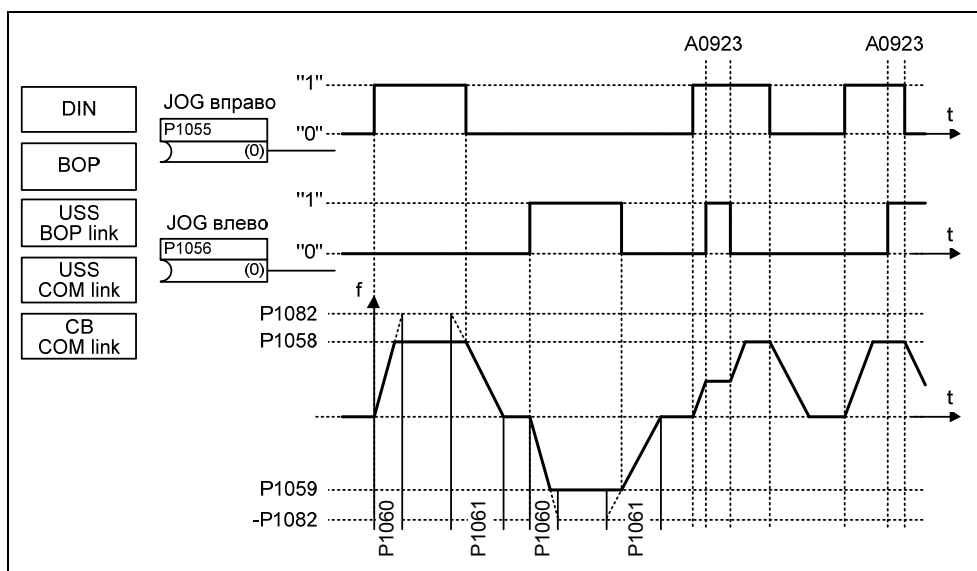 A0923
A0923
DIN
BOP
USS
BOP link
USS
COM link
CB
COM link
JOG вправо
P1055
(0)
"1"
"0"
t
JOG влево
P1056
(0)
"1"
"0"
t
f
P1082
P1058
t
P1059
-P1082
P1060
P1061
P1060
P1061